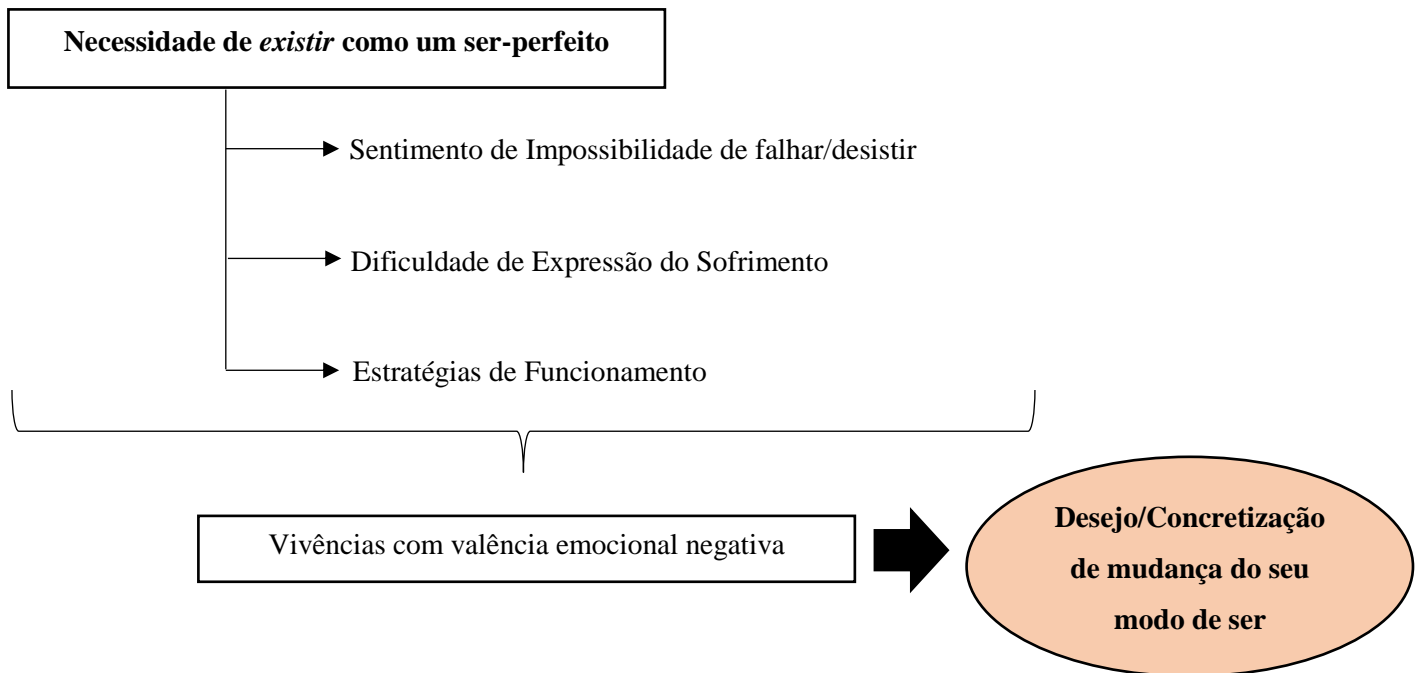 Necessidade de existir como um ser-perfeito
Sentimento de Impossibilidade de falhar/desistir
Dificuldade de Expressão do Sofrimento
Estratégias de Funcionamento
Vivências com valência emocional negativa
Desejo/Concretização
de mudança do seu
modo de ser